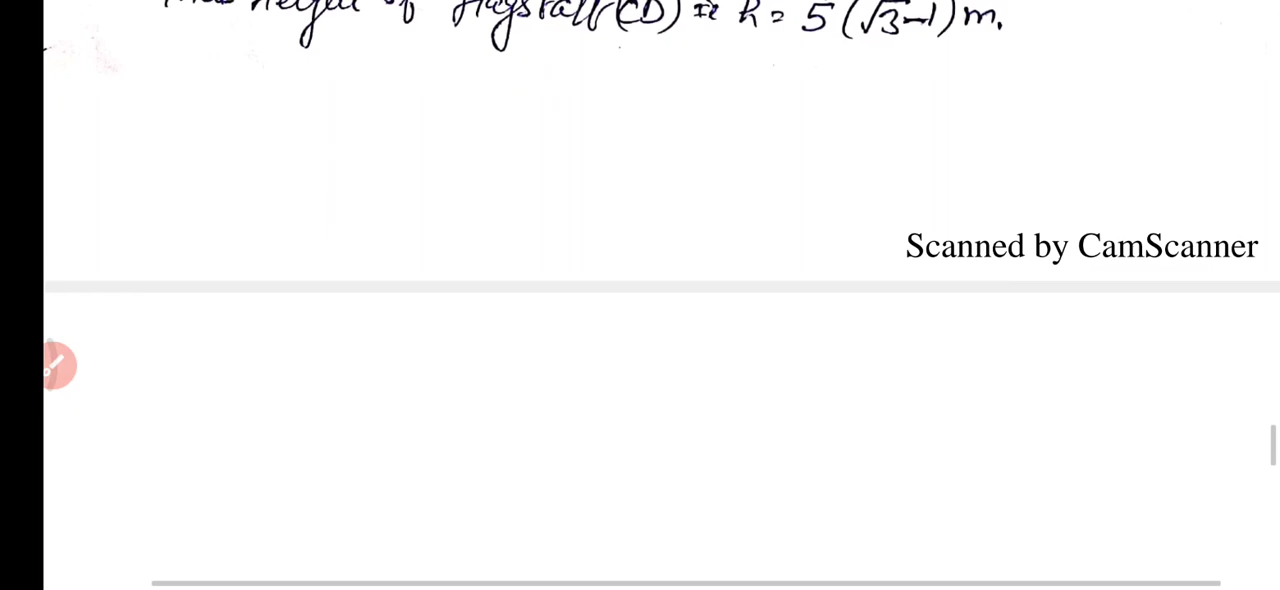 height of flagstaff (CD) is h = 5(√3-1)m.
Scanned by CamScanner